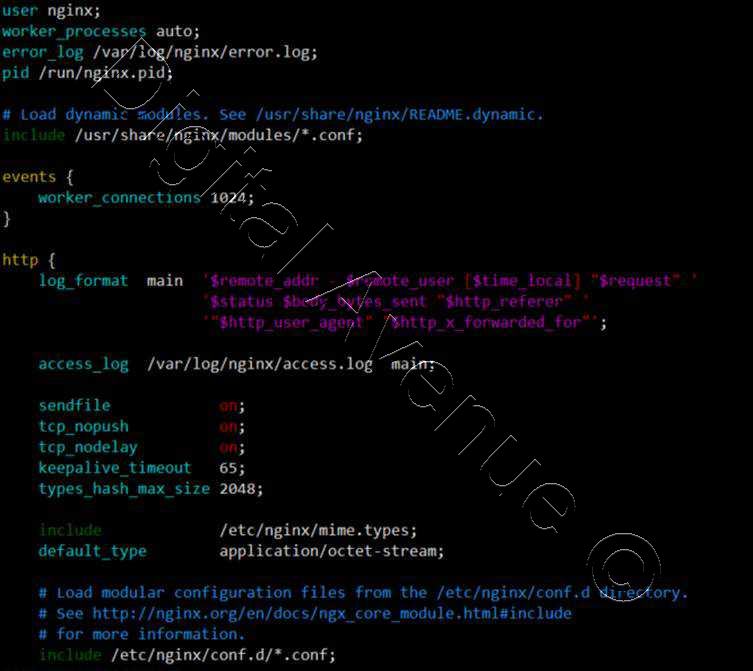 user nginx;
worker_processes auto;
error_log /var/log/nginx/error.log;
pid /run/nginx.pid;
# Load dynamic modules. See /usr/share/nginx/README.dynamic.
include /usr/share/nginx/modules/*.conf;
events {
    worker_connections 1024;
}
http {
    log_format  main  '$remote_addr - $remote_user [$time_local] "$request" '
                      '$status $body_bytes_sent "$http_referer" '
                      '"$http_user_agent" "$http_x_forwarded_for"';
    access_log  /var/log/nginx/access.log  main;
    sendfile            on;
    tcp_nopush          on;
    tcp_nodelay         on;
    keepalive_timeout   65;
    types_hash_max_size 2048;
    include             /etc/nginx/mime.types;
    default_type        application/octet-stream;
    # Load modular configuration files from the /etc/nginx/conf.d directory.
    # See http://nginx.org/en/docs/ngx_core_module.html#include
    # for more information.
    include /etc/nginx/conf.d/*.conf;
Digital Avenue ©